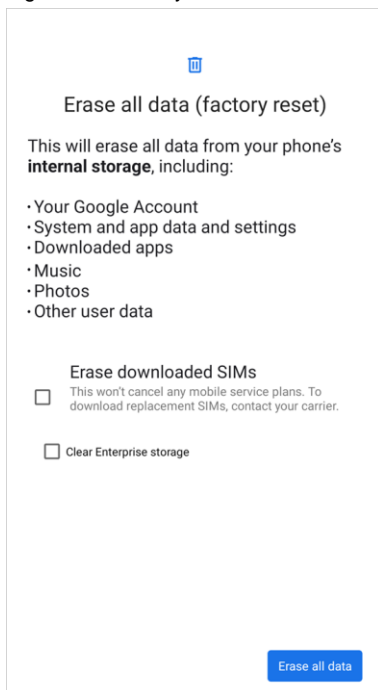 Erase all data (factory reset)
This will erase all data from your phone's
internal storage, including:
·Your Google Account
·System and app data and settings
·Downloaded apps
·Music
·Photos
·Other user data
Erase downloaded SIMs
This won't cancel any mobile service plans. To
download replacement SIMs, contact your carrier.
Clear Enterprise storage
Erase all data